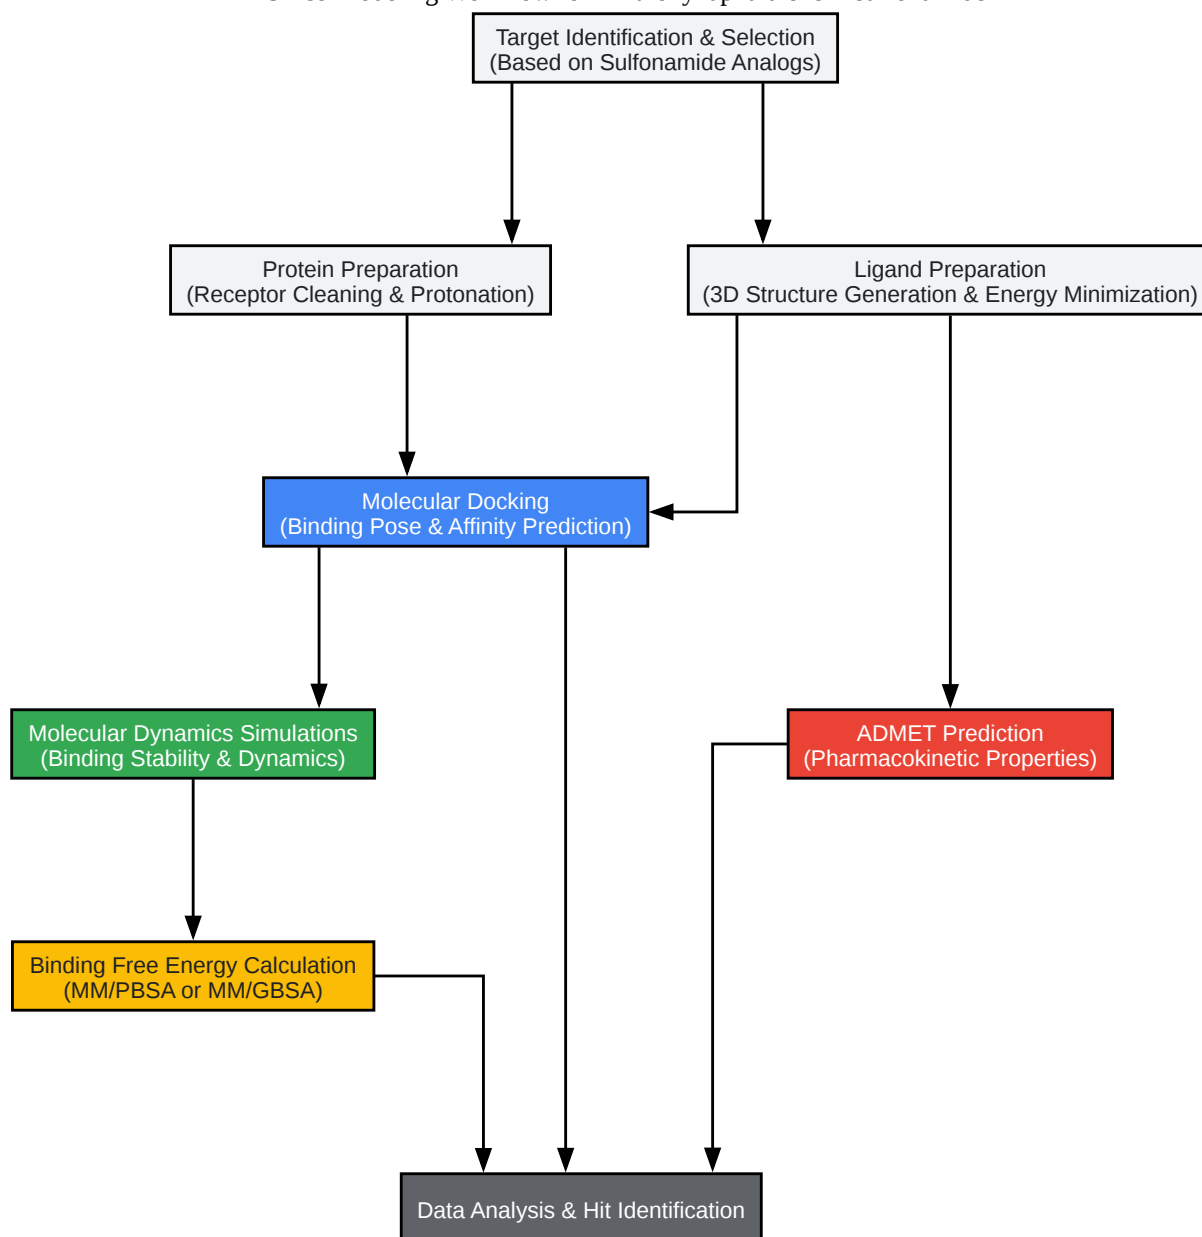 Target Identification & Selection
(Based on Sulfonamide Analogs)
Protein Preparation
(Receptor Cleaning & Protonation)
Ligand Preparation
(3D Structure Generation & Energy Minimization)
Molecular Docking
(Binding Pose & Affinity Prediction)
Molecular Dynamics Simulations
(Binding Stability & Dynamics)
ADMET Prediction
(Pharmacokinetic Properties)
Binding Free Energy Calculation
(MM/PBSA or MM/GBSA)
Data Analysis & Hit Identification